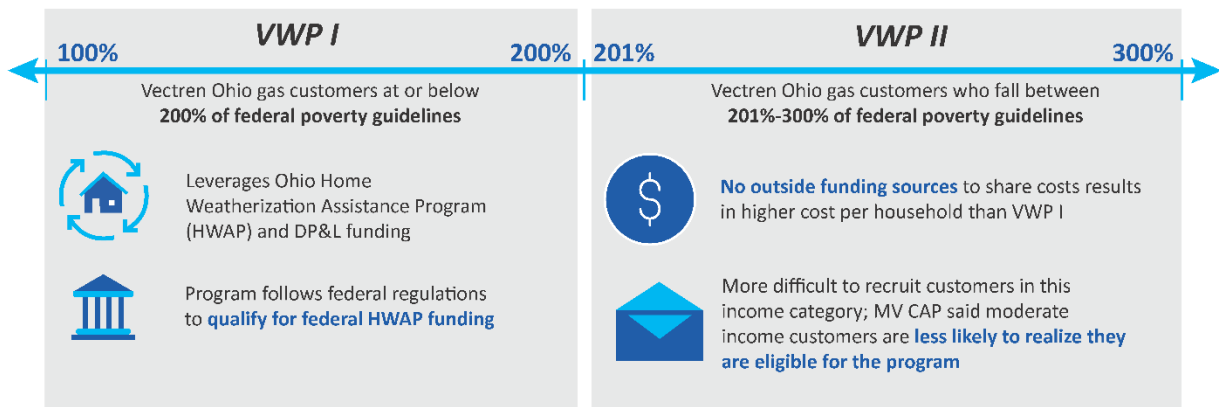 VWP I
100%
200%
Vectren Ohio gas customers at or below
200% of federal poverty guidelines
Leverages Ohio Home
Weatherization Assistance Program
(HWAP) and DP&L funding
Program follows federal regulations
to qualify for federal HWAP funding
VWP II
201%
300%
Vectren Ohio gas customers who fall between
201%-300% of federal poverty guidelines
$
No outside funding sources to share costs results
in higher cost per household than VWP I
More difficult to recruit customers in this
income category; MV CAP said moderate
income customers are less likely to realize they
are eligible for the program